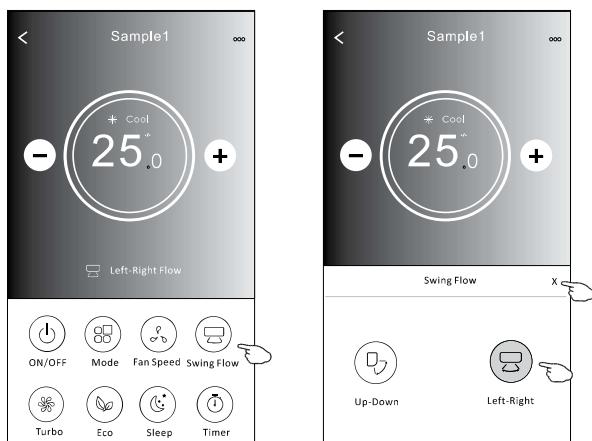 Sample1
Cool
25.0
Left-Right Flow
ON/OFF Mode Fan Speed Swing Flow
Turbo Eco Sleep Timer
Sample1
Cool
25.0
Swing Flow X
Up-Down Left-Right